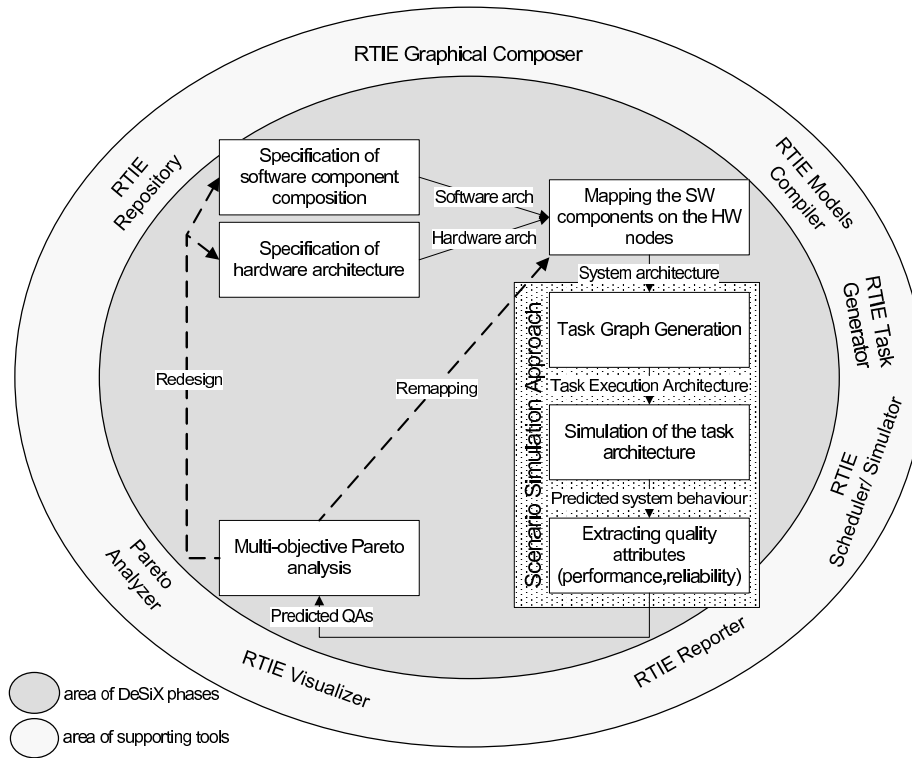 RTIE Graphical Composer
RTIE
Repository
RTIE Models
Compiler
Specification of
software component
composition
Software arch
Mapping the SW
components on the HW
nodes
Specification of
hardware architecture
Hardware arch
System architecture
Scenario Simulation Approach
Task Graph Generation
RTIE Task
Generator
Redesign
Remapping
Task Execution Architecture
Simulation of the task
architecture
RTIE
Scheduler/ Simulator
Predicted system behaviour
Multi-objective Pareto
analysis
Extracting quality
attributes
(performance,reliability)
Pareto
Analyzer
Predicted QAs
RTIE Visualizer
RTIE Reporter
area of DeSiX phases
area of supporting tools